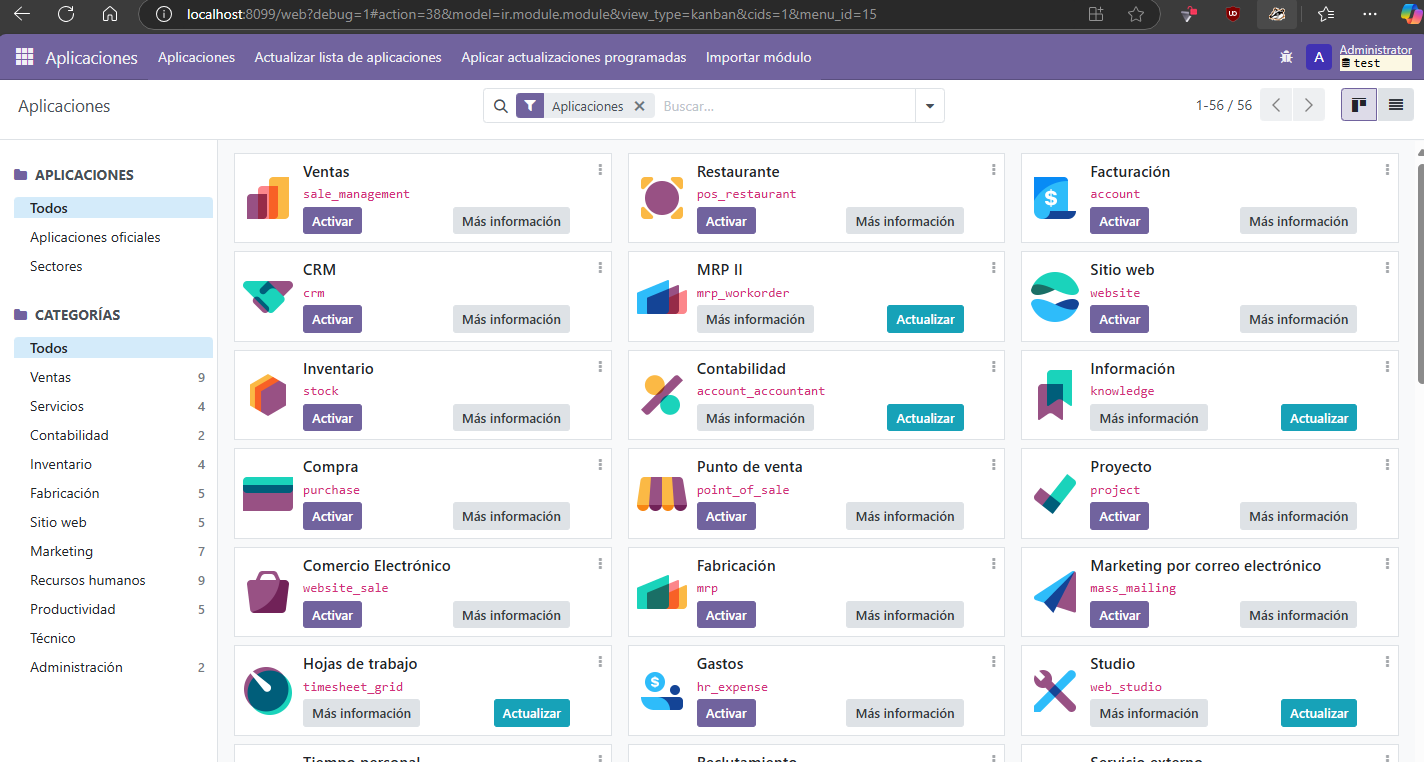 localhost:8099/web?debug=1#action=38&model=ir.module.module&view_type=kanban&cids=1&menu_id=15
Aplicaciones Aplicaciones Actualizar lista de aplicaciones Aplicar actualizaciones programadas Importar módulo
A Administrator
test
Aplicaciones
Aplicaciones Buscar...
1-56 / 56
APLICACIONES
Todos
Aplicaciones oficiales
Sectores
CATEGORÍAS
Todos
Ventas 9
Servicios 4
Contabilidad 2
Inventario 4
Fabricación 5
Sitio web 5
Marketing 7
Recursos humanos 9
Productividad 5
Técnico
Administración 2
Ventas
sale_management
Activar Más información
Restaurante
pos_restaurant
Activar Más información
Facturación
account
Activar Más información
CRM
crm
Activar Más información
MRP II
mrp_workorder
Más información Actualizar
Sitio web
website
Activar Más información
Inventario
stock
Activar Más información
Contabilidad
account_accountant
Más información Actualizar
Información
knowledge
Más información Actualizar
Compra
purchase
Activar Más información
Punto de venta
point_of_sale
Activar Más información
Proyecto
project
Activar Más información
Comercio Electrónico
website_sale
Activar Más información
Fabricación
mrp
Activar Más información
Marketing por correo electrónico
mass_mailing
Activar Más información
Hojas de trabajo
timesheet_grid
Más información Actualizar
Gastos
hr_expense
Activar Más información
Studio
web_studio
Más información Actualizar
Tiempo personal
Reclutamiento
Servicio externo